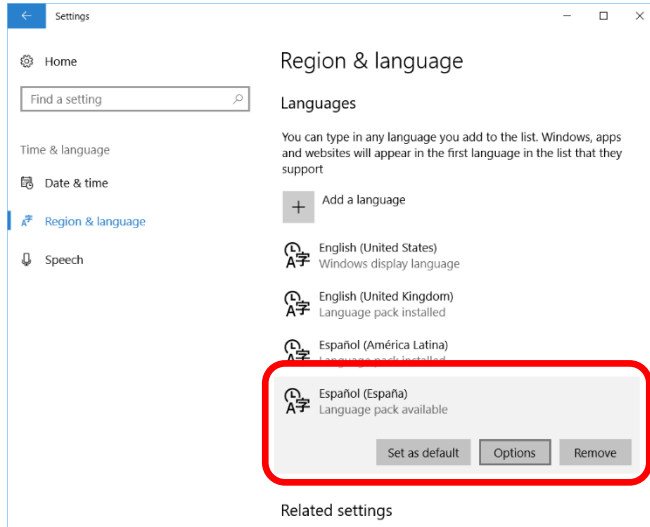 Settings
Home
Find a setting
Time & language
Date & time
Region & language
Speech
Region & language
Languages
You can type in any language you add to the list. Windows, apps
and websites will appear in the first language in the list that they
support
Add a language
English (United States)
Windows display language
English (United Kingdom)
Language pack installed
Español (América Latina)
Language pack installed
Español (España)
Language pack available
Set as default Options Remove
Related settings